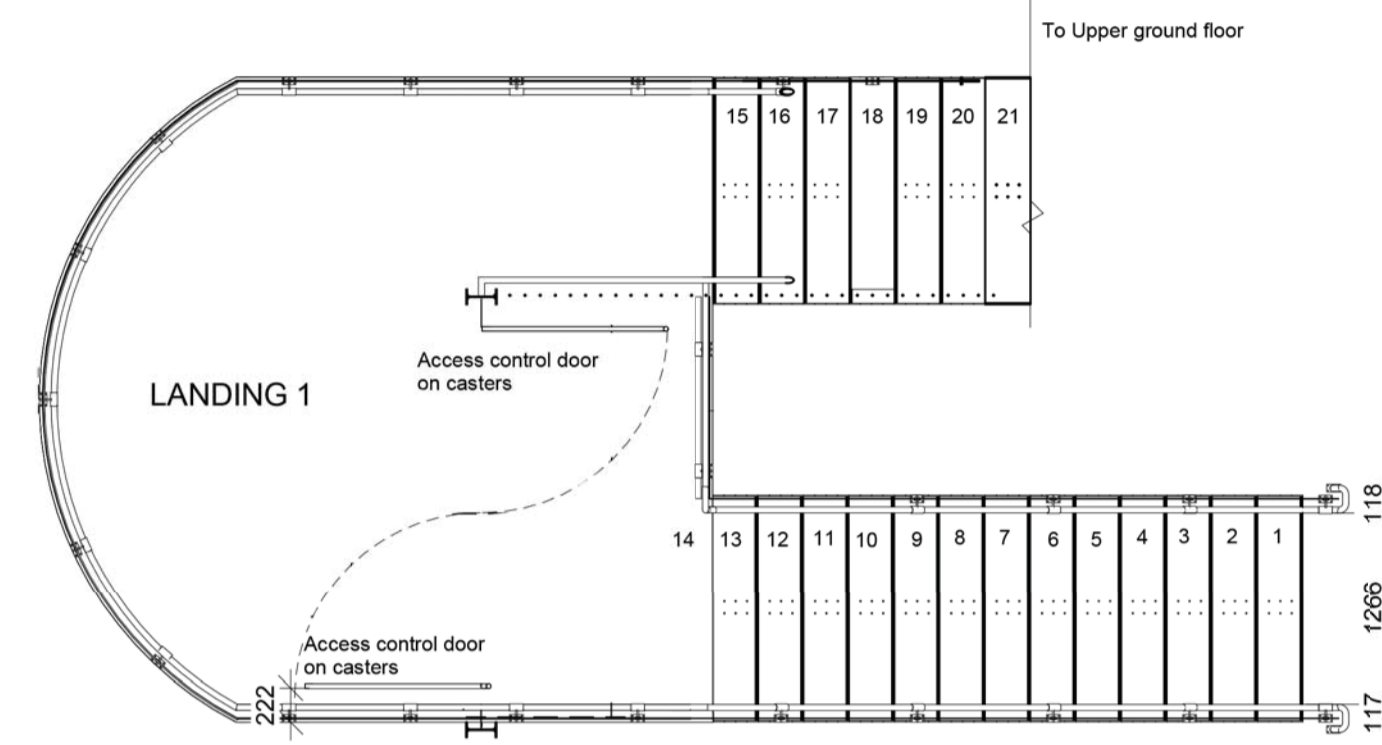 To Upper ground floor
15 16 17 18 19 20 21
Access control door
on casters
LANDING 1
118
14 13 12 11 10 9 8 7 6 5 4 3 2 1
1266
Access control door
on casters
222
117